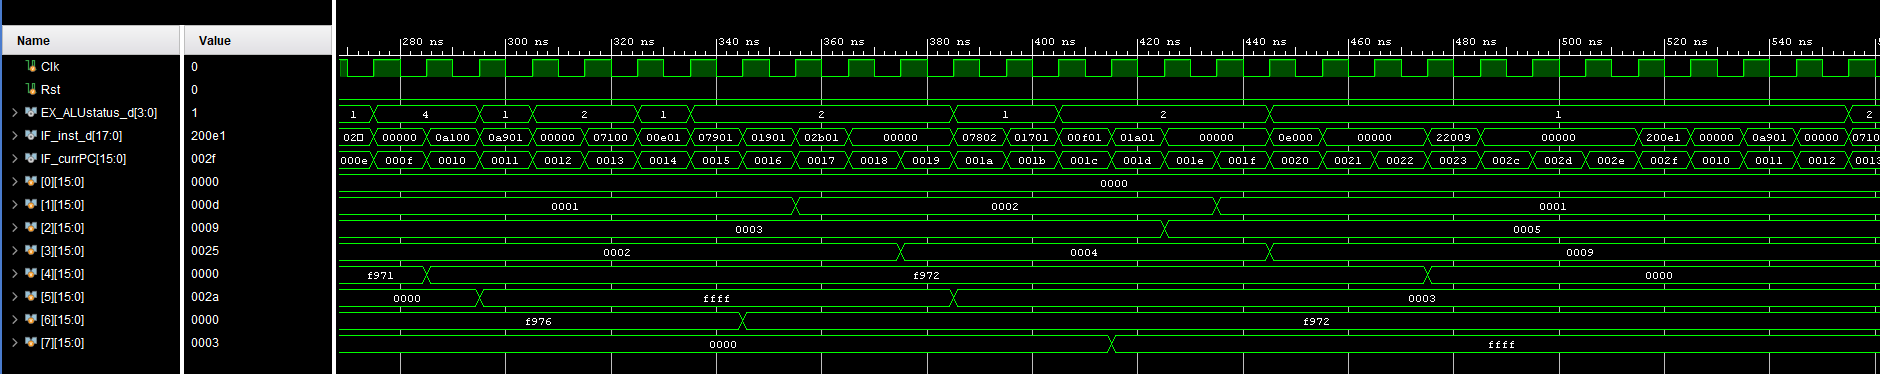 Name Value 280 ns 300 ns 320 ns 340 ns 360 ns 380 ns 400 ns 420 ns 440 ns 460 ns 480 ns 500 ns 520 ns 540 ns
Clk 0
Rst 0
EX_ALUstatus_d[3:0] 1 1 4 1 2 1 2 1 2 1 2
IF_inst_d[17:0] 200e1 02 00000 0a100 0a901 00000 07100 00e01 07901 01901 02b01 00000 07802 01701 00f01 01a01 00000 0e000 00000 22009 00000 200e1 00000 0a901 00000 0710
IF_currPC[15:0] 002f 000e 000f 0010 0011 0012 0013 0014 0015 0016 0017 0018 0019 001a 001b 001c 001d 001e 001f 0020 0021 0022 0023 002c 002d 002e 002f 0010 0011 0012 0013
[0][15:0] 0000 0000
[1][15:0] 000d 0001 0002 0001
[2][15:0] 0009 0003 0005
[3][15:0] 0025 0002 0004 0009
[4][15:0] 0000 f971 f972 0000
[5][15:0] 002a 0000 ffff 0003
[6][15:0] 0000 f976 f972
[7][15:0] 0003 0000 ffff